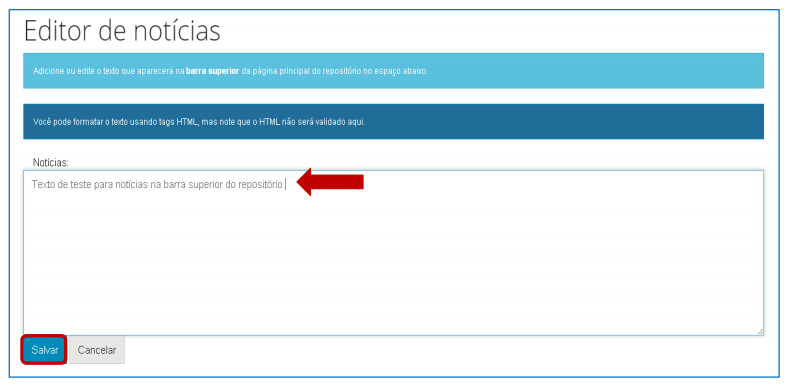 Editor de notícias
Adicione ou edite o texto que aparecerá na barra superior da página principal do repositório no espaço abaixo.
Você pode formatar o texto usando tags HTML, mas note que o HTML não será validado aqui.
Notícias:
Texto de teste para notícias na barra superior do repositório.
Salvar Cancelar